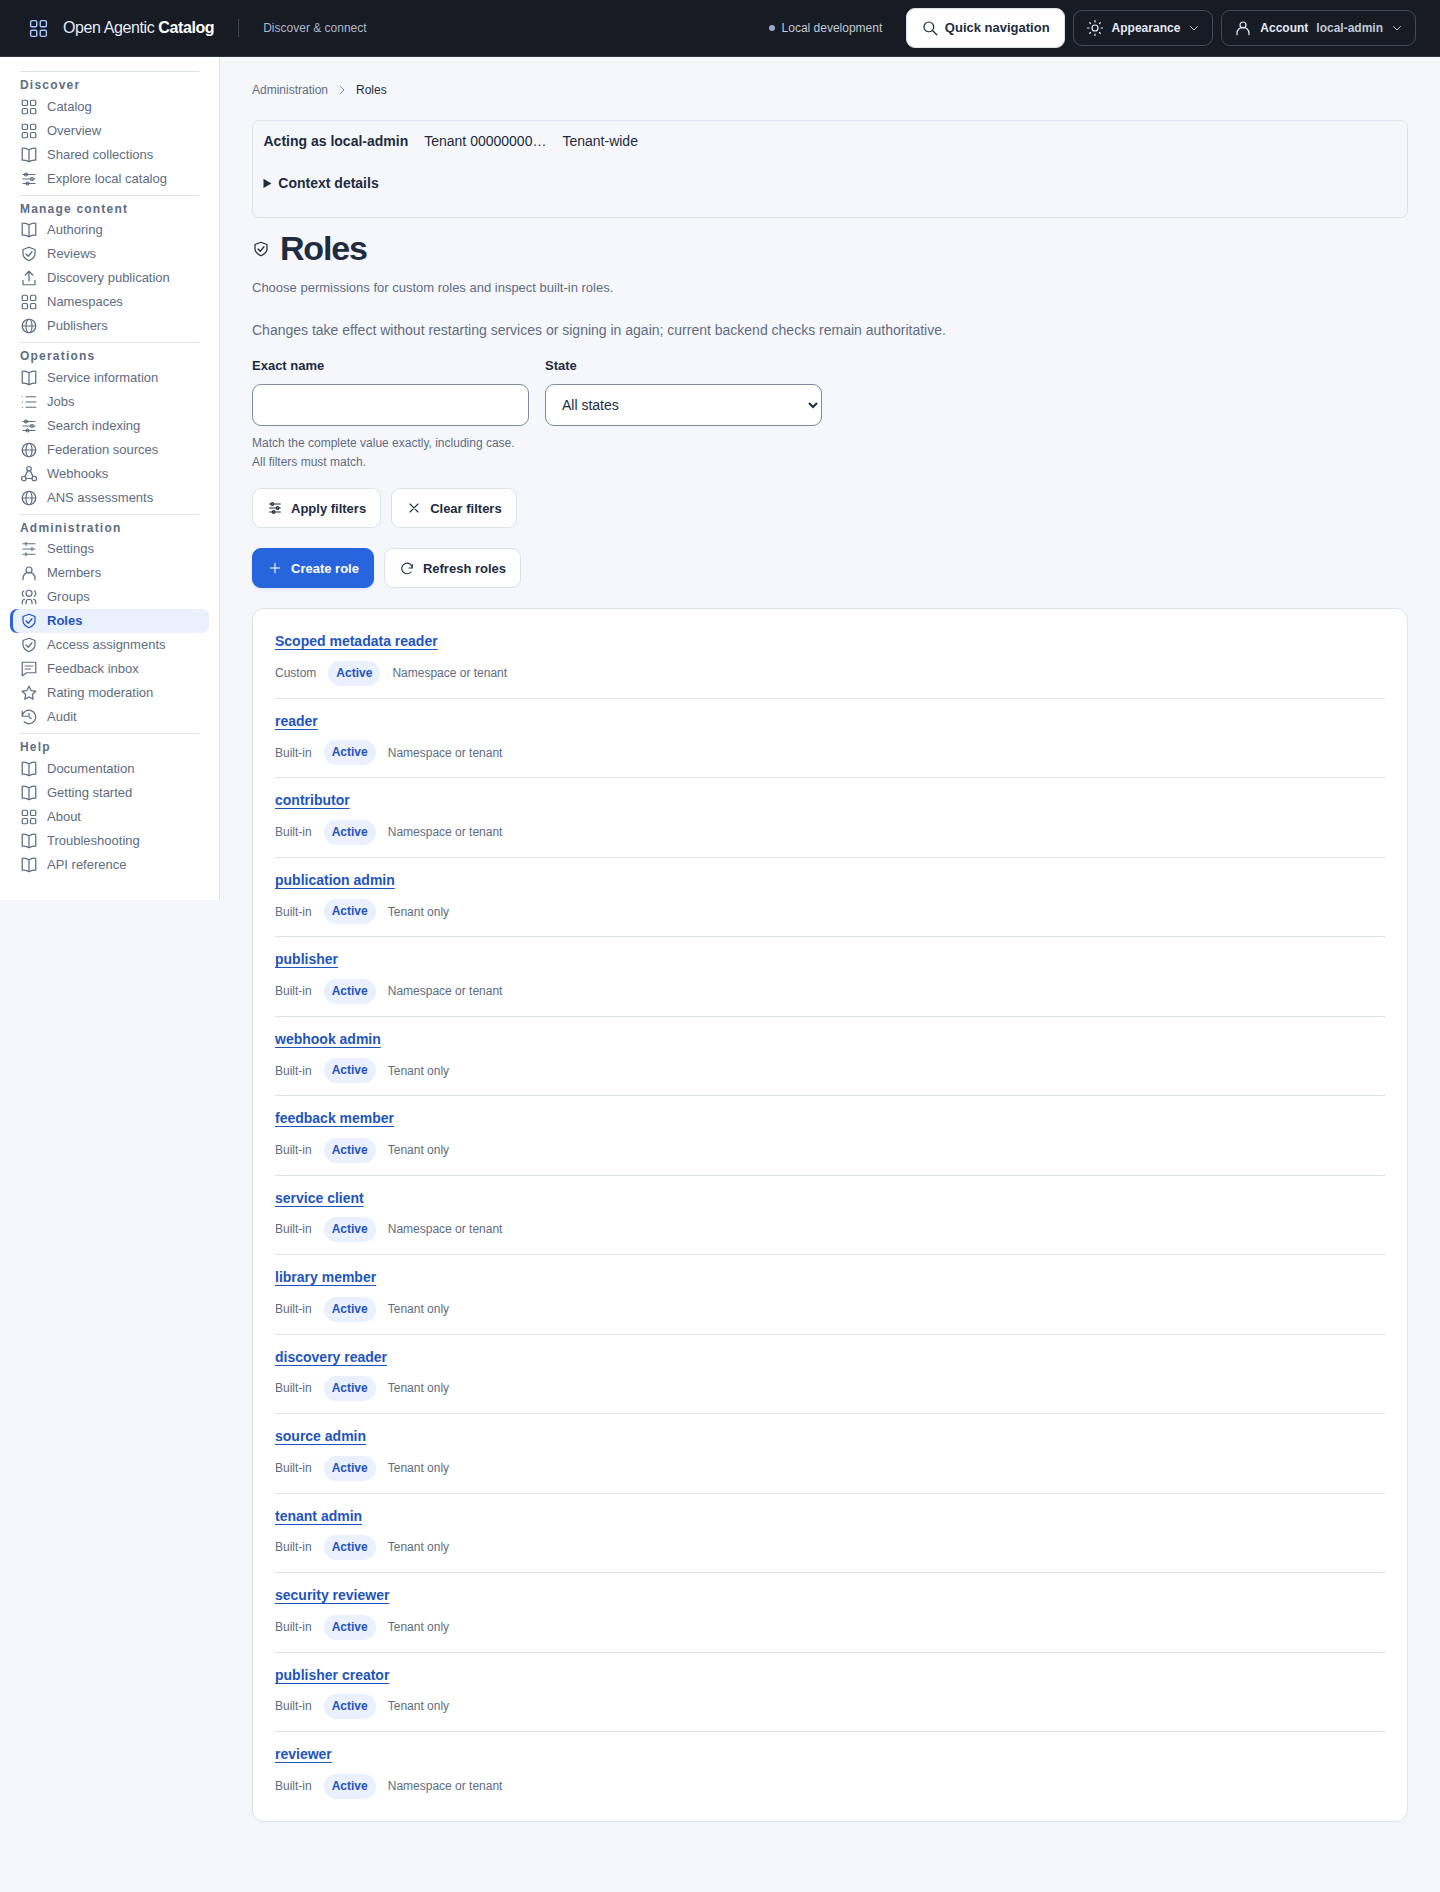 Open Agentic Catalog
Discover & connect
Local development
Quick navigation
Appearance
Account local-admin
Discover
Catalog
Overview
Shared collections
Explore local catalog
Manage content
Authoring
Reviews
Discovery publication
Namespaces
Publishers
Operations
Service information
Jobs
Search indexing
Federation sources
Webhooks
ANS assessments
Administration
Settings
Members
Groups
Roles
Access assignments
Feedback inbox
Rating moderation
Audit
Help
Documentation
Getting started
About
Troubleshooting
API reference
Administration > Roles
Acting as local-admin Tenant 00000000… Tenant-wide
Context details
Roles
Choose permissions for custom roles and inspect built-in roles.
Changes take effect without restarting services or signing in again; current backend checks remain authoritative.
Exact name
State
All states
Match the complete value exactly, including case.
All filters must match.
Apply filters
Clear filters
Create role
Refresh roles
Scoped metadata reader
Custom Active Namespace or tenant
reader
Built-in Active Namespace or tenant
contributor
Built-in Active Namespace or tenant
publication admin
Built-in Active Tenant only
publisher
Built-in Active Namespace or tenant
webhook admin
Built-in Active Tenant only
feedback member
Built-in Active Tenant only
service client
Built-in Active Namespace or tenant
library member
Built-in Active Tenant only
discovery reader
Built-in Active Tenant only
source admin
Built-in Active Tenant only
tenant admin
Built-in Active Tenant only
security reviewer
Built-in Active Tenant only
publisher creator
Built-in Active Tenant only
reviewer
Built-in Active Namespace or tenant